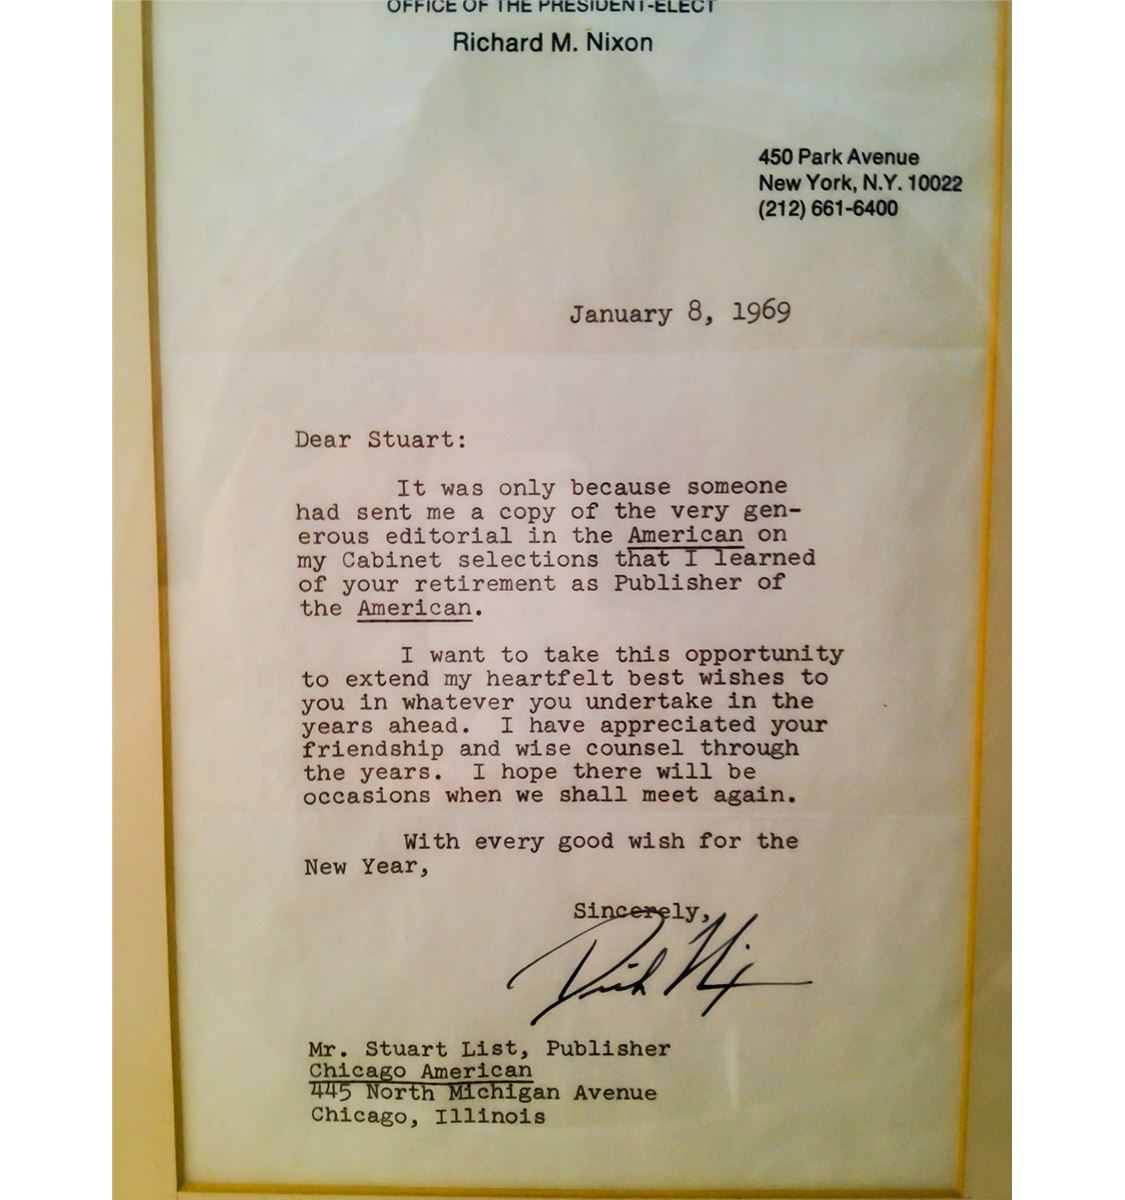 OFFICE OF THE PRESIDENT-ELECT
Richard M. Nixon
450 Park Avenue
New York, N.Y. 10022
(212) 661-6400
January 8, 1969
Dear Stuart:
It was only because someone
had sent me a copy of the very gen-
erous editorial in the American on
my Cabinet selections that I learned
of your retirement as Publisher of
the American.
I want to take this opportunity
to extend my heartfelt best wishes to
you in whatever you undertake in the
years ahead.  I have appreciated your
friendship and wise counsel through
the years.  I hope there will be
occasions when we shall meet again.
With every good wish for the
New Year,
Sincerely,
Dick Nix
Mr. Stuart List, Publisher
Chicago American
445 North Michigan Avenue
Chicago, Illinois